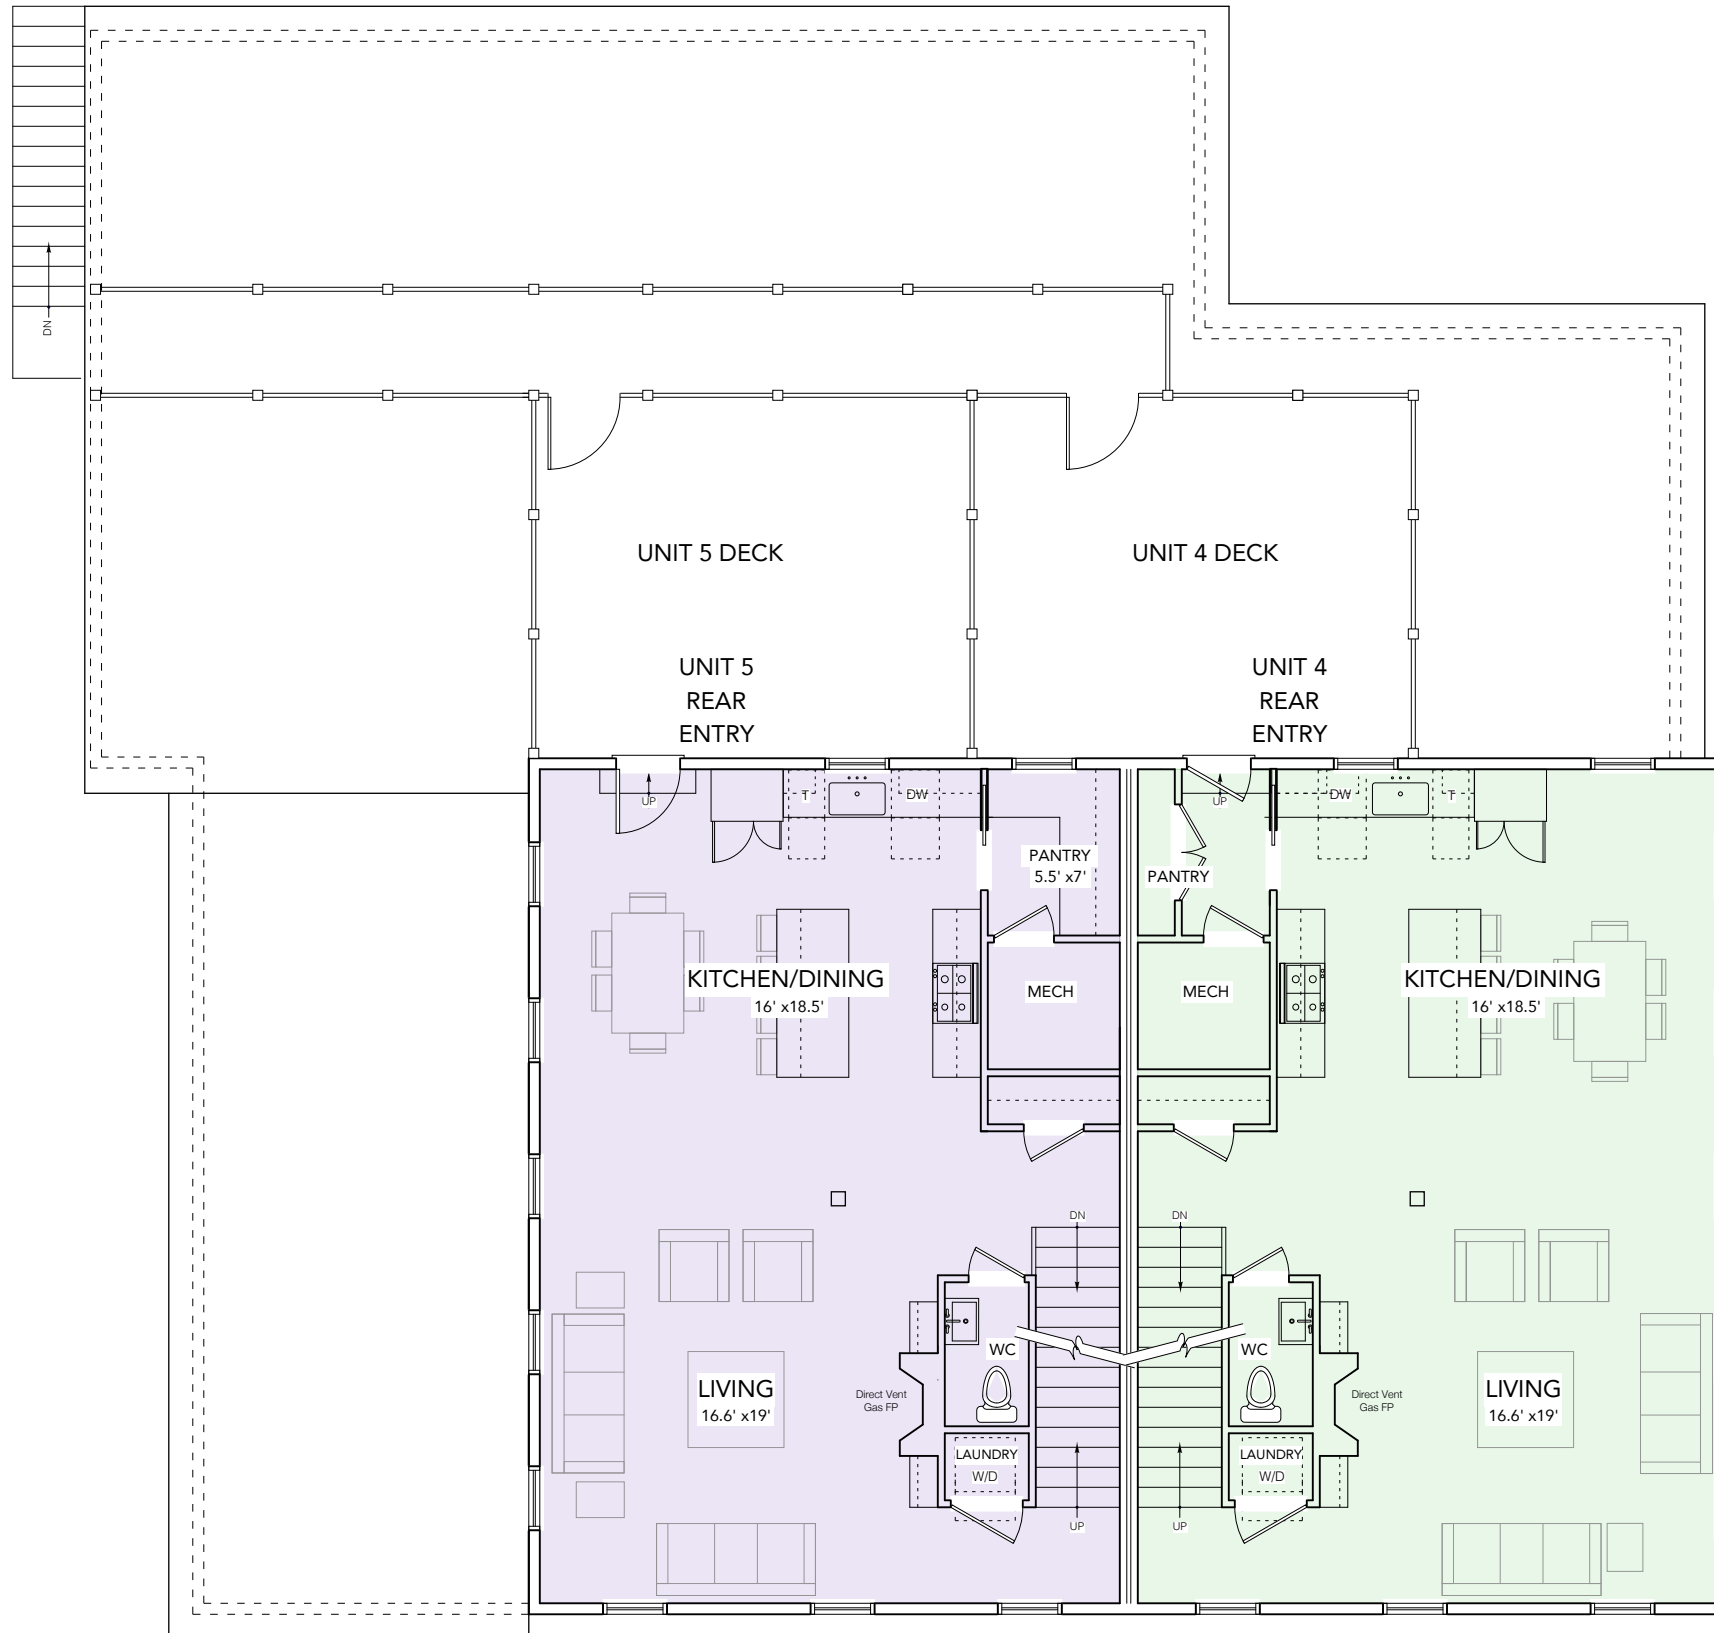 DN
UNIT 5 DECK
UNIT 4 DECK
UNIT 5
REAR
ENTRY
UNIT 4
REAR
ENTRY
UP
T
DW
UP
DW
T
PANTRY
5.5' x7'
PANTRY
KITCHEN/DINING
16' x18.5'
MECH
MECH
KITCHEN/DINING
16' x18.5'
DN
DN
WC
WC
LIVING
16.6' x19'
Direct Vent
Gas FP
Direct Vent
Gas FP
LIVING
16.6' x19'
LAUNDRY
W/D
LAUNDRY
W/D
UP
UP